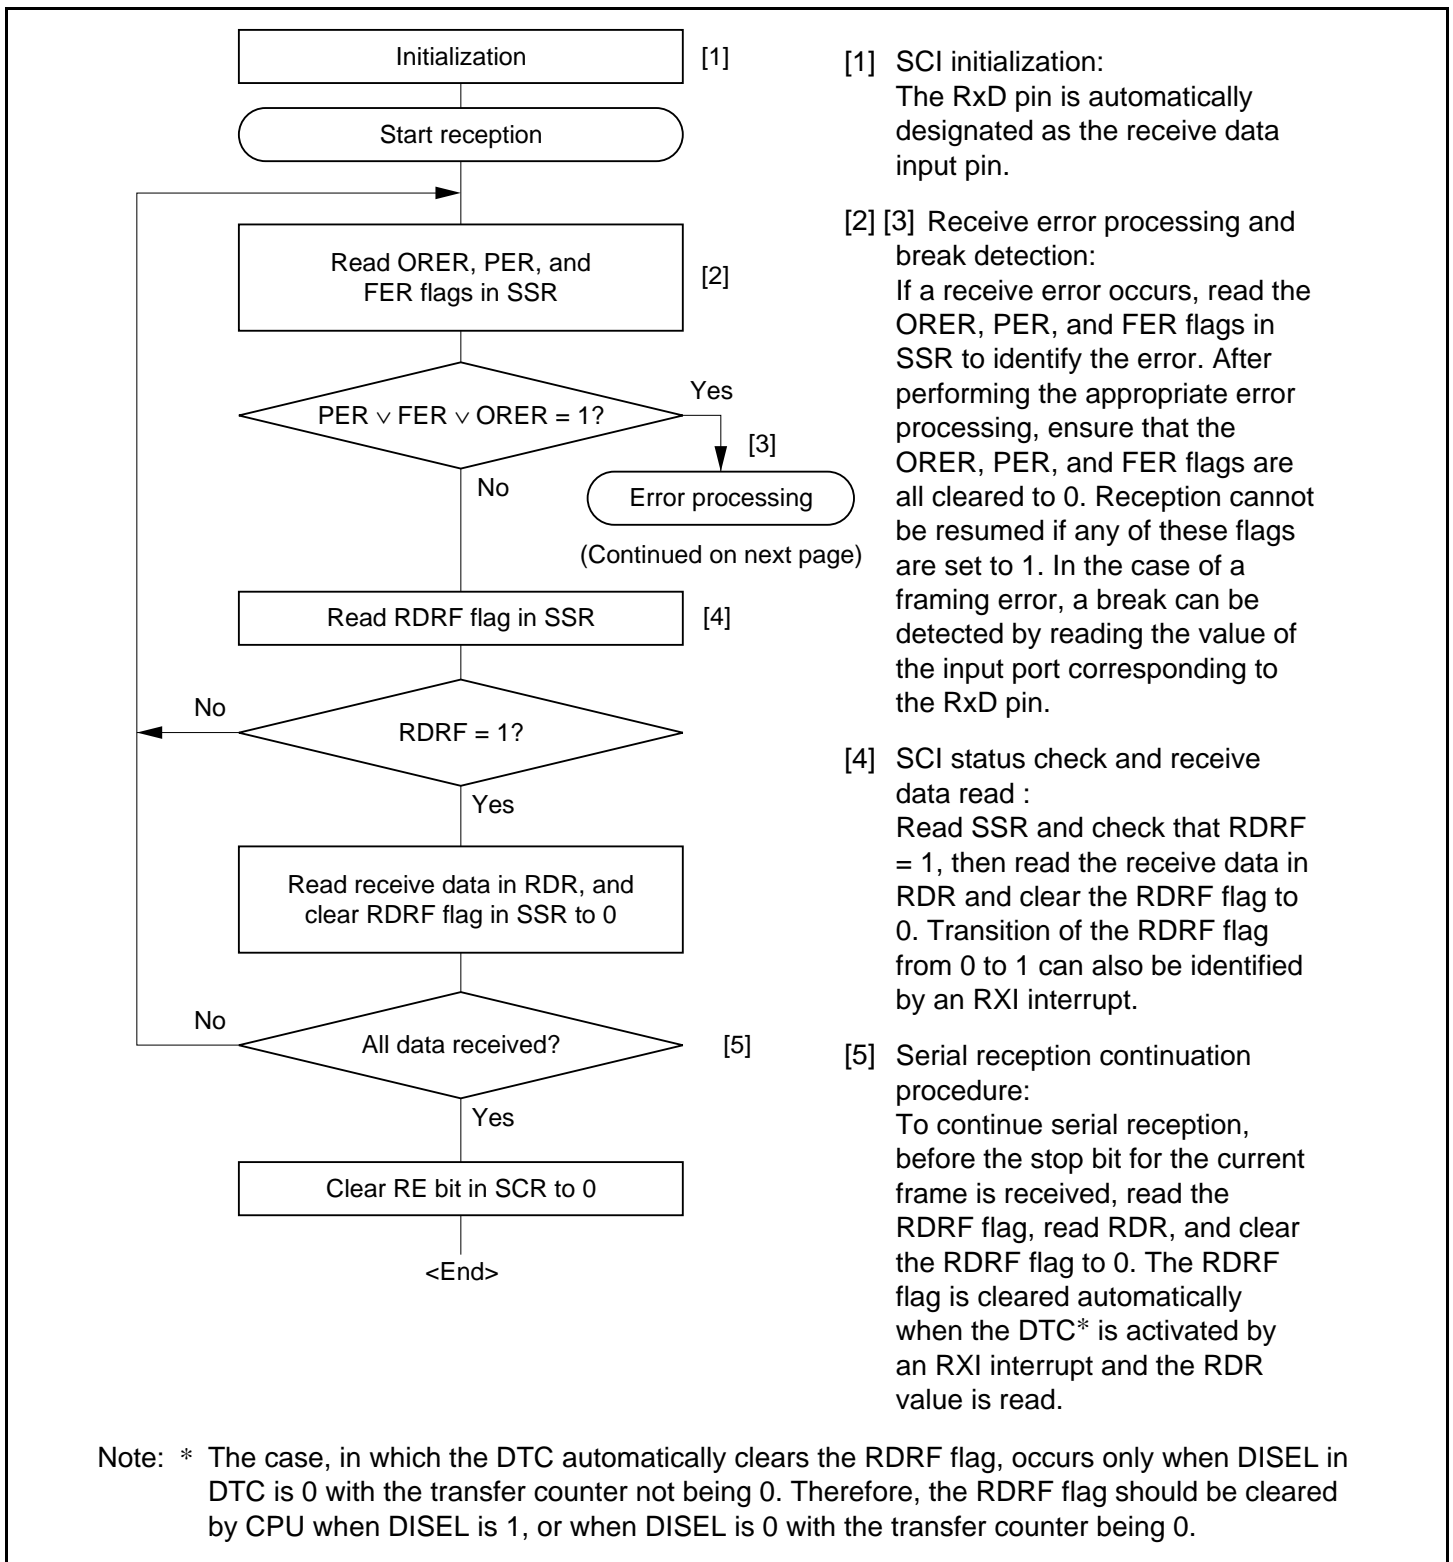 Initialization
[1]
Start reception
Read ORER, PER, and
FER flags in SSR
[2]
PER ∨ FER ∨ ORER = 1?
Yes
[3]
No
Error processing
(Continued on next page)
Read RDRF flag in SSR
[4]
No
RDRF = 1?
Yes
Read receive data in RDR, and
clear RDRF flag in SSR to 0
No
All data received?
[5]
Yes
Clear RE bit in SCR to 0
<End>
[1] SCI initialization:
The RxD pin is automatically
designated as the receive data
input pin.
[2] [3] Receive error processing and
break detection:
If a receive error occurs, read the
ORER, PER, and FER flags in
SSR to identify the error. After
performing the appropriate error
processing, ensure that the
ORER, PER, and FER flags are
all cleared to 0. Reception cannot
be resumed if any of these flags
are set to 1. In the case of a
framing error, a break can be
detected by reading the value of
the input port corresponding to
the RxD pin.
[4] SCI status check and receive
data read :
Read SSR and check that RDRF
= 1, then read the receive data in
RDR and clear the RDRF flag to
0. Transition of the RDRF flag
from 0 to 1 can also be identified
by an RXI interrupt.
[5] Serial reception continuation
procedure:
To continue serial reception,
before the stop bit for the current
frame is received, read the
RDRF flag, read RDR, and clear
the RDRF flag to 0. The RDRF
flag is cleared automatically
when the DTC* is activated by
an RXI interrupt and the RDR
value is read.
Note: * The case, in which the DTC automatically clears the RDRF flag, occurs only when DISEL in
DTC is 0 with the transfer counter not being 0. Therefore, the RDRF flag should be cleared
by CPU when DISEL is 1, or when DISEL is 0 with the transfer counter being 0.